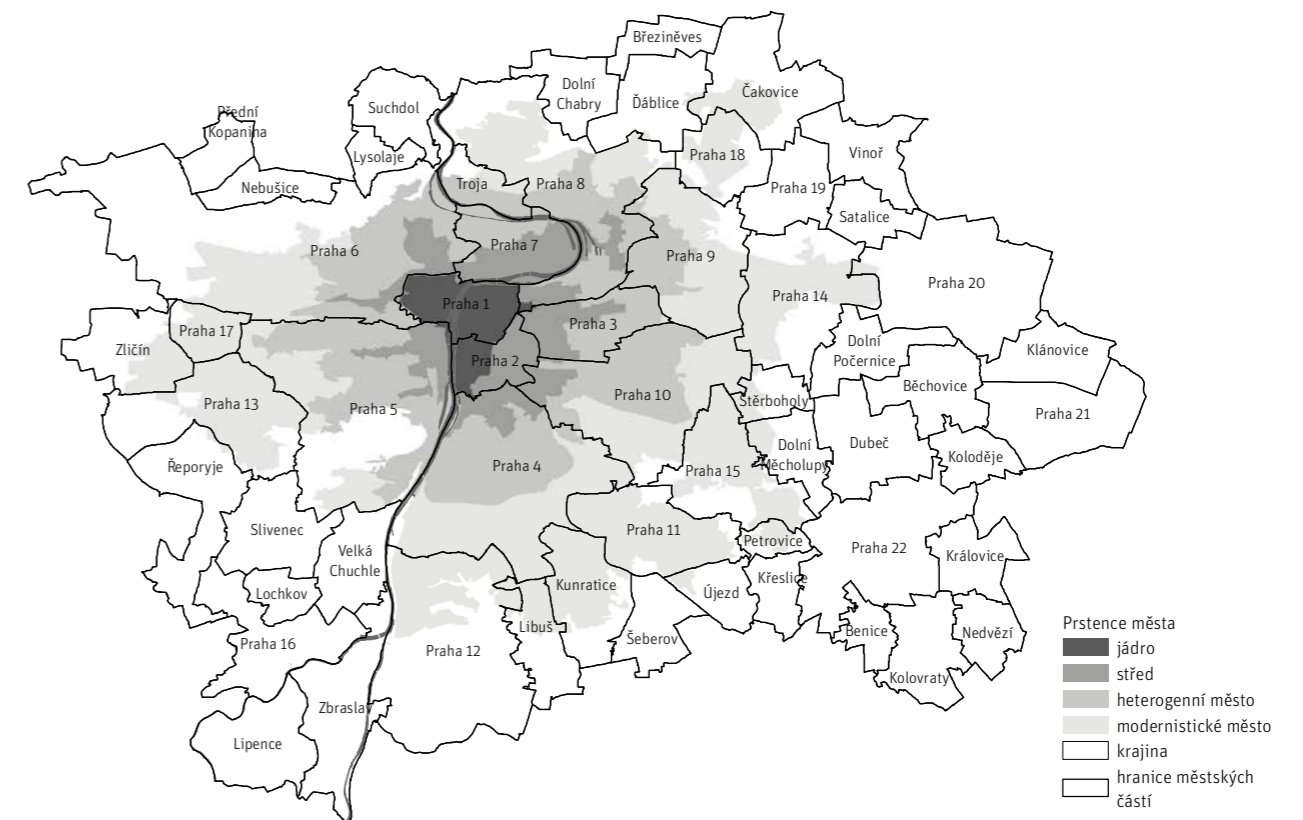 Březiněves
Dolní
Chabry
Ďáblice
Čakovice
Suchdol
Přední
Kopanina
Lysolaje
Nebušice
Troja
Praha 8
Praha 18
Vinoř
Praha 19
Satalice
Praha 6
Praha 7
Praha 9
Praha 20
Praha 14
Praha 1
Praha 3
Praha 17
Zličín
Praha 2
Dolní
Počernice
Klánovice
Běchovice
Praha 13
Praha 5
Praha 10
Štěrboholy
Praha 21
Řeporyje
Praha 4
Praha 15
Dolní
Měcholupy
Dubeč
Koloděje
Slivenec
Velká
Chuchle
Praha 11
Petrovice
Praha 22
Královice
Lochkov
Kunratice
Újezd
Křeslice
Libuš
Šeberov
Benice
Nedvězí
Praha 16
Praha 12
Kolovraty
Zbraslav
Lipence
Prstence města
jádro
střed
heterogenní město
modernistické město
krajina
hranice městských
částí